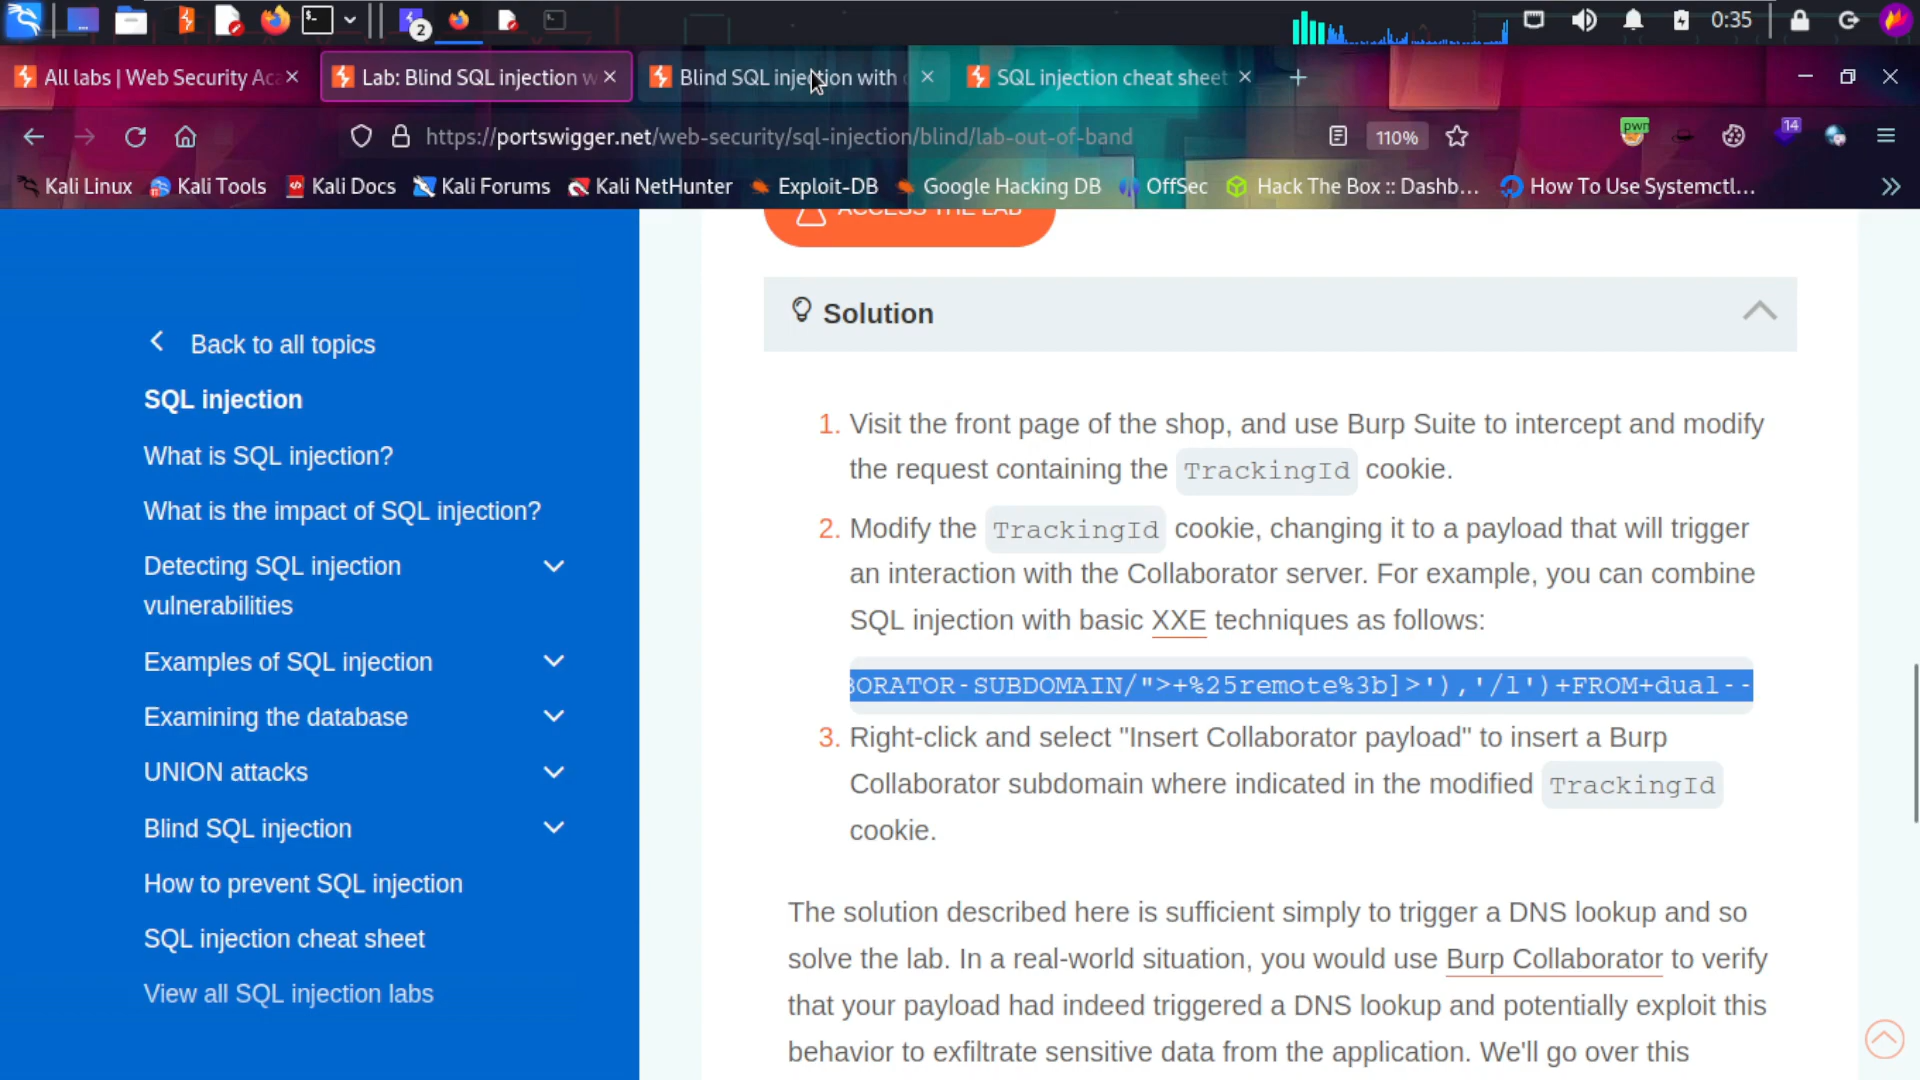 2
0:35
All labs | Web Security Aca
Lab: Blind SQL injection w
Blind SQL injection with
SQL injection cheat sheet
https://portswigger.net/web-security/sql-injection/blind/lab-out-of-band
110%
pwn
14
Kali Linux
Kali Tools
Kali Docs
Kali Forums
Kali NetHunter
Exploit-DB
Google Hacking DB
OffSec
Hack The Box :: Dashb...
How To Use Systemctl...
ACCESS THE LAB
Back to all topics
SQL injection
What is SQL injection?
What is the impact of SQL injection?
Detecting SQL injection
vulnerabilities
Examples of SQL injection
Examining the database
UNION attacks
Blind SQL injection
How to prevent SQL injection
SQL injection cheat sheet
View all SQL injection labs
Solution
1. Visit the front page of the shop, and use Burp Suite to intercept and modify
the request containing the TrackingId cookie.
2. Modify the TrackingId cookie, changing it to a payload that will trigger
an interaction with the Collaborator server. For example, you can combine
SQL injection with basic XXE techniques as follows:
BORATOR-SUBDOMAIN/">+%25remote%3b]>'),'/l')+FROM+dual--
3. Right-click and select "Insert Collaborator payload" to insert a Burp
Collaborator subdomain where indicated in the modified TrackingId
cookie.
The solution described here is sufficient simply to trigger a DNS lookup and so
solve the lab. In a real-world situation, you would use Burp Collaborator to verify
that your payload had indeed triggered a DNS lookup and potentially exploit this
behavior to exfiltrate sensitive data from the application. We'll go over this